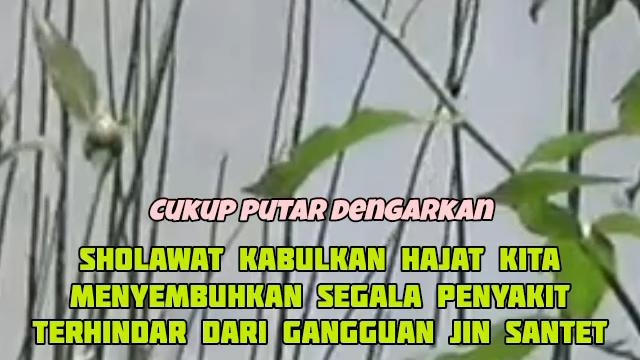 CUKUP PUTAR DENGARKAN
SHOLAWAT KABULKAN HAJAT KITA
MENYEMBUHKAN SEGALA PENYAKIT
TERHINDAR DARI GANGGUAN JIN SANTET